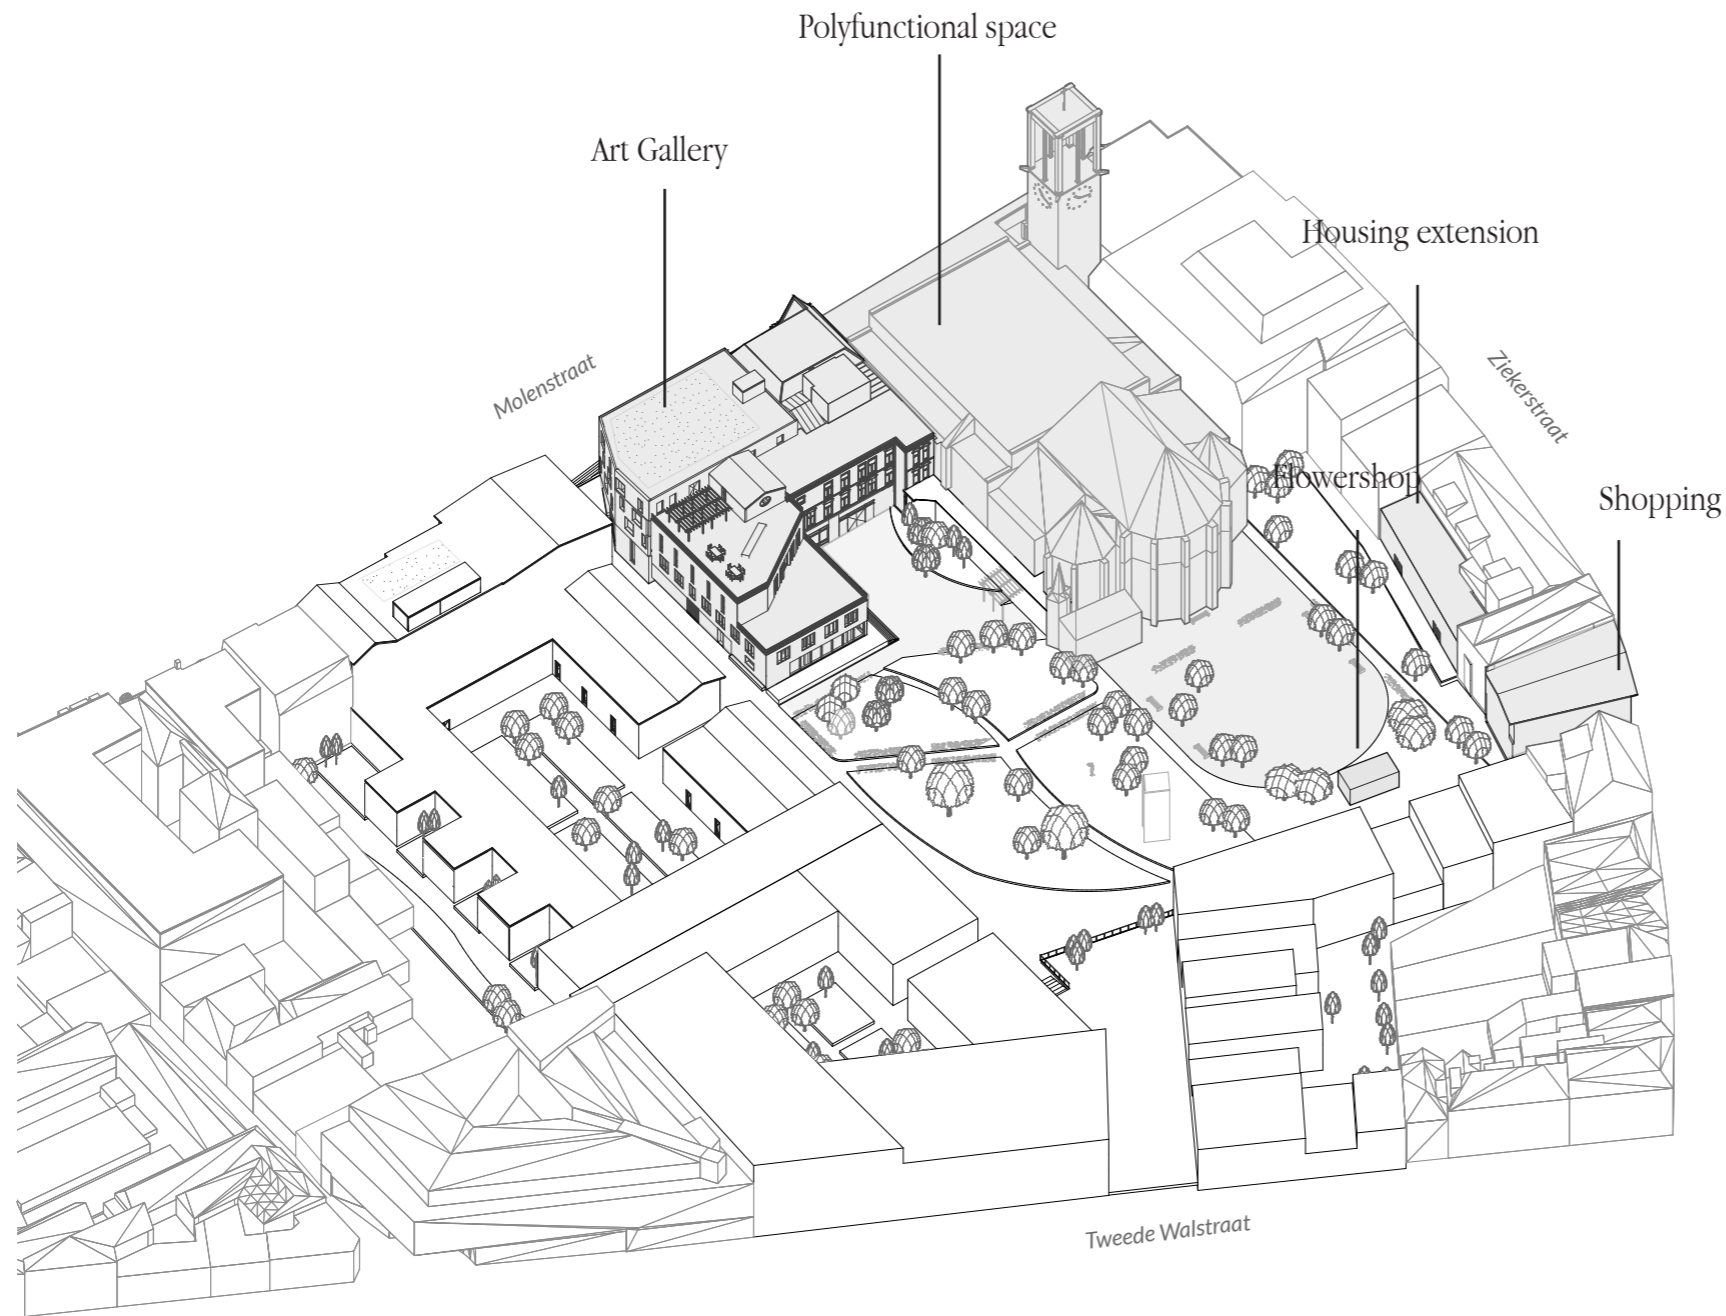 Polyfunctional space
Art Gallery
Housing extension
Molenstraat
Ziekerstraat
Flowershop
Shopping
Tweede Walstraat